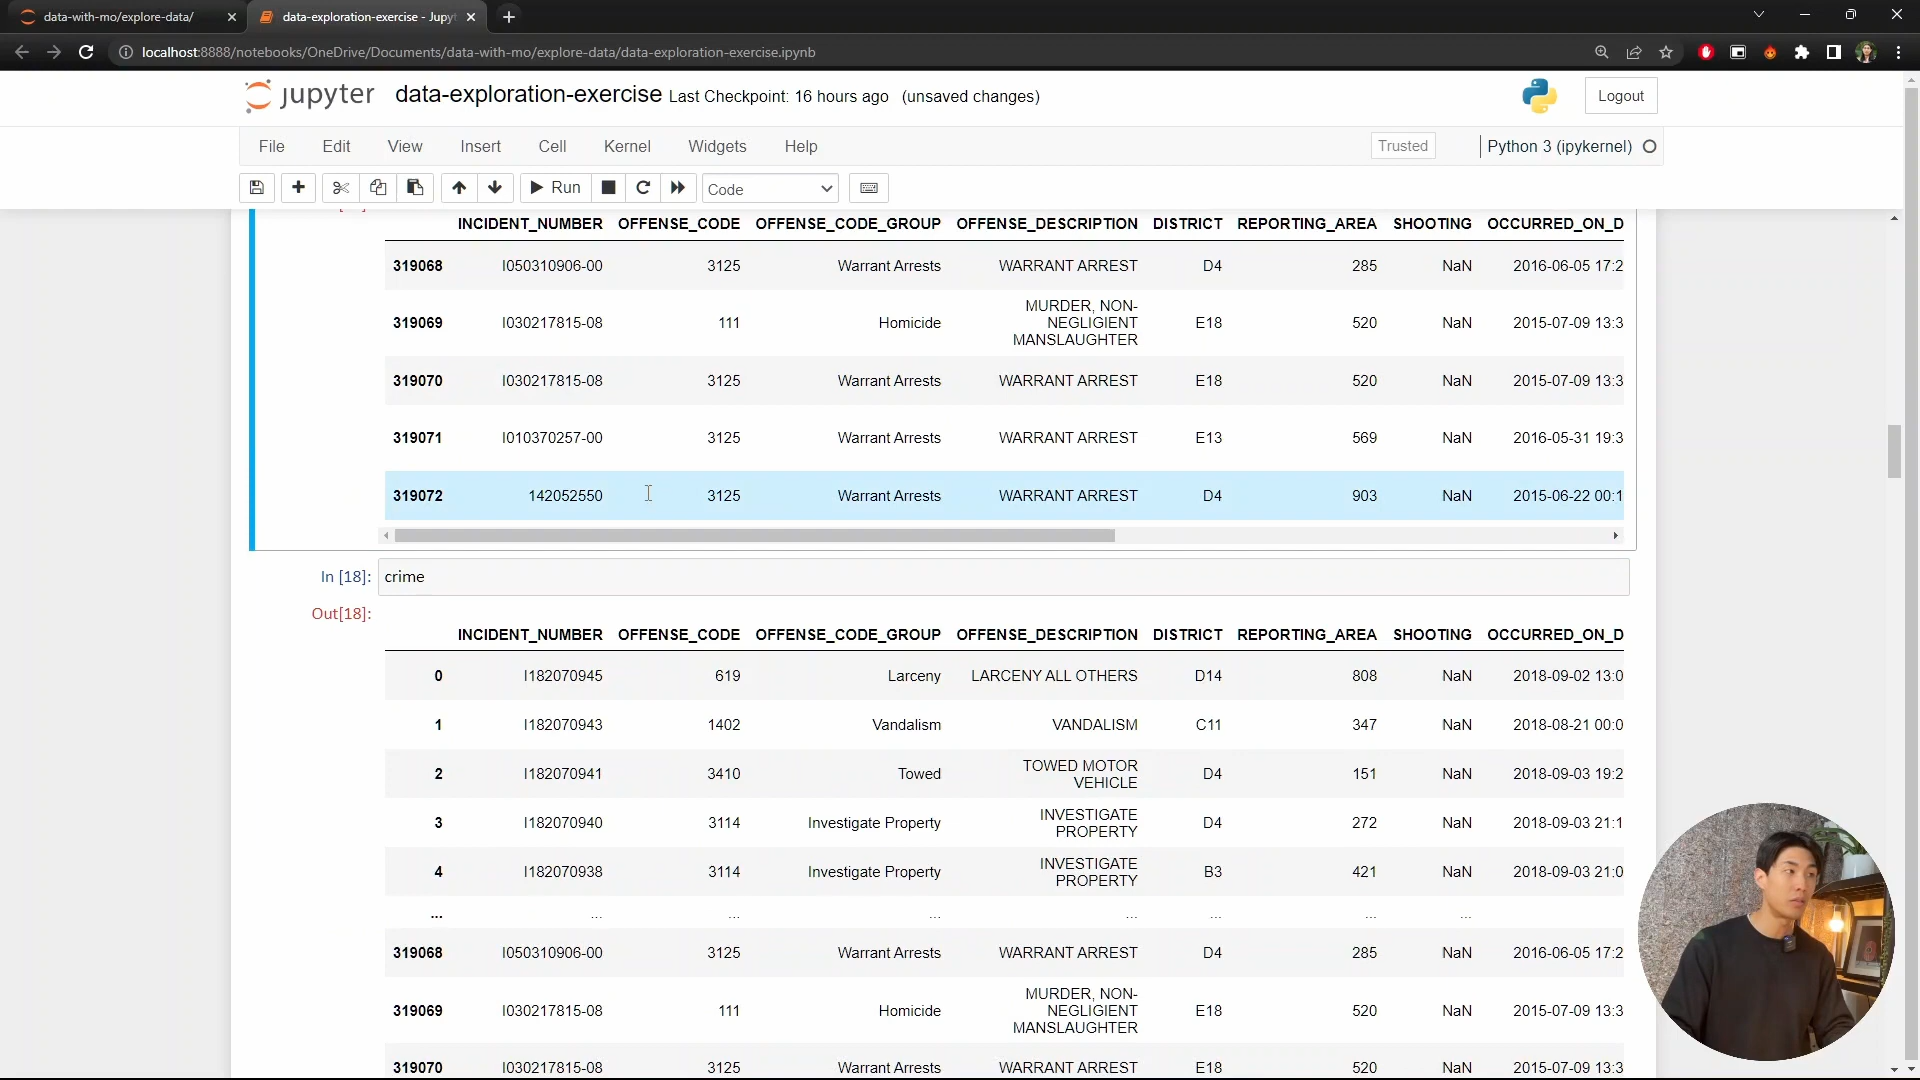 data-with-mo/explore-data/
data-exploration-exercise - Jupyt
localhost:8888/notebooks/OneDrive/Documents/data-with-mo/explore-data/data-exploration-exercise.ipynb
jupyter data-exploration-exercise Last Checkpoint: 16 hours ago (unsaved changes)
Logout
File Edit View Insert Cell Kernel Widgets Help
Trusted
Python 3 (ipykernel)
Run
Code
INCIDENT_NUMBER OFFENSE_CODE OFFENSE_CODE_GROUP OFFENSE_DESCRIPTION DISTRICT REPORTING_AREA SHOOTING OCCURRED_ON_D
319068 I050310906-00 3125 Warrant Arrests WARRANT ARREST D4 285 NaN 2016-06-05 17:2
319069 I030217815-08 111 Homicide MURDER, NON-
NEGLIGIENT
MANSLAUGHTER E18 520 NaN 2015-07-09 13:3
319070 I030217815-08 3125 Warrant Arrests WARRANT ARREST E18 520 NaN 2015-07-09 13:3
319071 I010370257-00 3125 Warrant Arrests WARRANT ARREST E13 569 NaN 2016-05-31 19:3
319072 142052550 3125 Warrant Arrests WARRANT ARREST D4 903 NaN 2015-06-22 00:1
In [18]: crime
Out[18]:
INCIDENT_NUMBER OFFENSE_CODE OFFENSE_CODE_GROUP OFFENSE_DESCRIPTION DISTRICT REPORTING_AREA SHOOTING OCCURRED_ON_D
0 I182070945 619 Larceny LARCENY ALL OTHERS D14 808 NaN 2018-09-02 13:0
1 I182070943 1402 Vandalism VANDALISM C11 347 NaN 2018-08-21 00:0
2 I182070941 3410 Towed TOWED MOTOR
VEHICLE D4 151 NaN 2018-09-03 19:2
3 I182070940 3114 Investigate Property INVESTIGATE
PROPERTY D4 272 NaN 2018-09-03 21:1
4 I182070938 3114 Investigate Property INVESTIGATE
PROPERTY B3 421 NaN 2018-09-03 21:0
... ... ... ... ... ... ... ...
319068 I050310906-00 3125 Warrant Arrests WARRANT ARREST D4 285 NaN 2016-06-05 17:2
319069 I030217815-08 111 Homicide MURDER, NON-
NEGLIGIENT
MANSLAUGHTER E18 520 NaN 2015-07-09 13:3
319070 I030217815-08 3125 Warrant Arrests WARRANT ARREST E18 520 NaN 2015-07-09 13:3